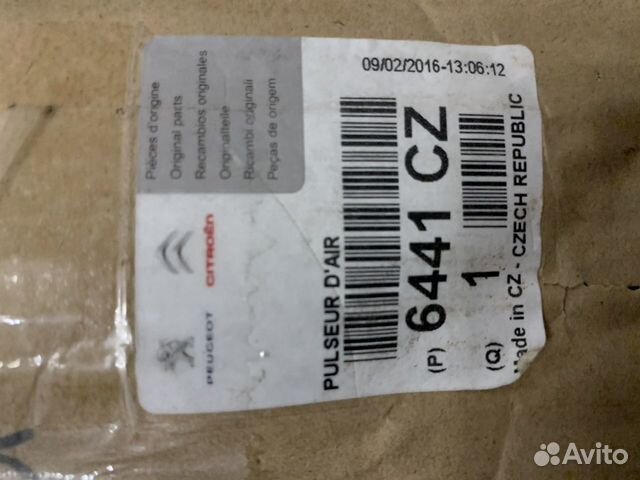 09/02/2016-13:06:12
Pièces d'origine
Original parts
Recambios originales
Originalteile
Ricambi originali
Peças de origem
PEUGEOT
CITROËN
PULSEUR D'AIR
(P) 6441 CZ
(Q) 1
Made in CZ - CZECH REPUBLIC
Avito